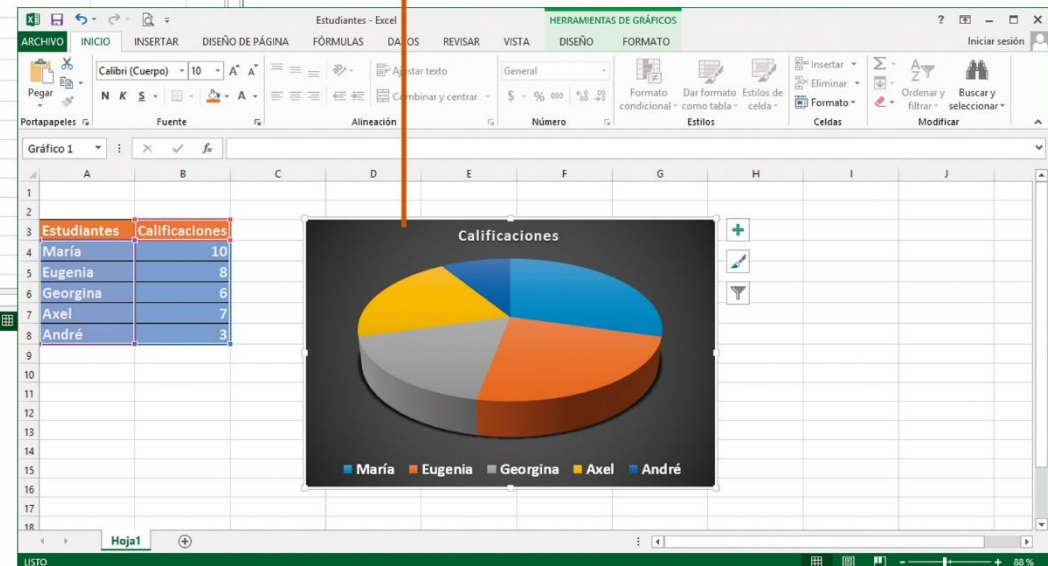 Estudiantes - Excel
HERRAMIENTAS DE GRÁFICOS
ARCHIVO INICIO INSERTAR DISEÑO DE PÁGINA FÓRMULAS DATOS REVISAR VISTA DISEÑO FORMATO Iniciar sesión
Calibri (Cuerpo) 10 A A Ajustar texto General Insertar
Pegar N K S A Combinar y centrar $ % 000 Formato condicional Dar formato como tabla Estilos de celda Eliminar Formato Ordenar y filtrar Buscar y seleccionar
Portapapeles Fuente Alineación Número Estilos Celdas Modificar
Gráfico 1 fx
A B C D E F G H I J
1
2
3 Estudiantes Calificaciones
4 María 10
5 Eugenia 8
6 Georgina 6
7 Axel 7
8 André 3
9
10
11
12
13
14
15
16
17
18
Calificaciones
María Eugenia Georgina Axel André
Hoja1
LISTO 88 %